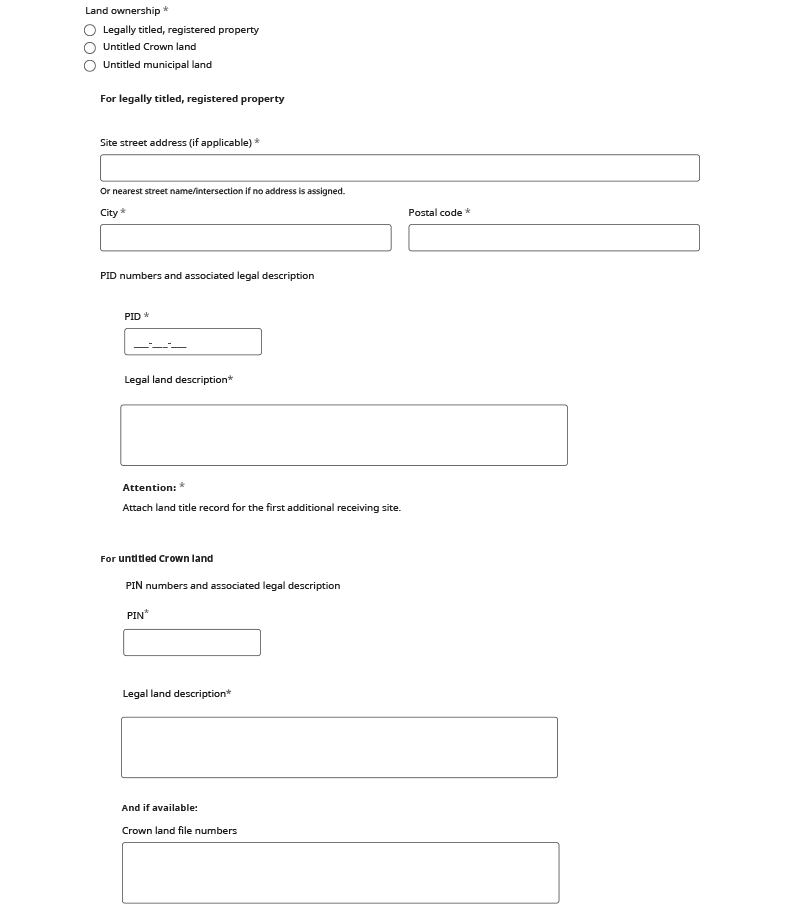 Land ownership *
Legally titled, registered property
Untitled Crown land
Untitled municipal land
For legally titled, registered property
Site street address (if applicable) *
Or nearest street name/intersection if no address is assigned.
City * Postal code *
PID numbers and associated legal description
PID *
___-___-___
Legal land description*
Attention: *
Attach land title record for the first additional receiving site.
For untitled Crown land
PIN numbers and associated legal description
PIN*
Legal land description*
And if available:
Crown land file numbers